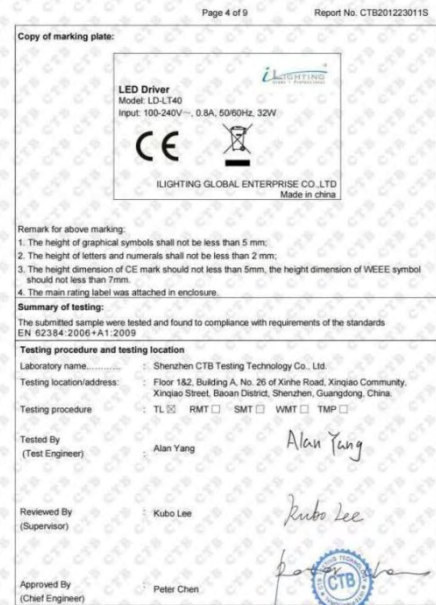 Page 4 of 9
Report No. CTB201223011S
Copy of marking plate:
iLIGHTING
LED Driver
Model: LD-LT40
Input: 100-240V~, 0.8A, 50/60Hz, 32W
CE
ILIGHTING GLOBAL ENTERPRISE CO.,LTD
Made in china
Remark for above marking:
1. The height of graphical symbols shall not be less than 5 mm;
2. The height of letters and numerals shall not be less than 2 mm;
3. The height dimension of CE mark should not less than 5mm, the height dimension of WEEE symbol
should not less than 7mm.
4. The main rating label was attached in enclosure.
Summary of testing:
The submitted sample were tested and found to compliance with requirements of the standards
EN 62384:2006+A1:2009
Testing procedure and testing location
Laboratory name............ : Shenzhen CTB Testing Technology Co., Ltd.
Testing location/address: : Floor 1&2, Building A, No. 26 of Xinhe Road, Xinqiao Community,
Xinqiao Street, Baoan District, Shenzhen, Guangdong, China.
Testing procedure : TL ☒ RMT ☐ SMT ☐ WMT ☐ TMP ☐
Tested By
(Test Engineer) : Alan Yang
Alan Yang
Reviewed By
(Supervisor) : Kubo Lee
Kubo Lee
Approved By
(Chief Engineer) : Peter Chen
CTB